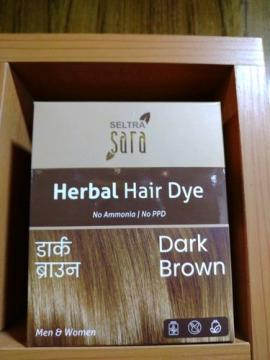 SELTRA
sara
Herbal Hair Dye
No Ammonia | No PPD
डार्क
ब्राउन
Dark
Brown
Men & Women